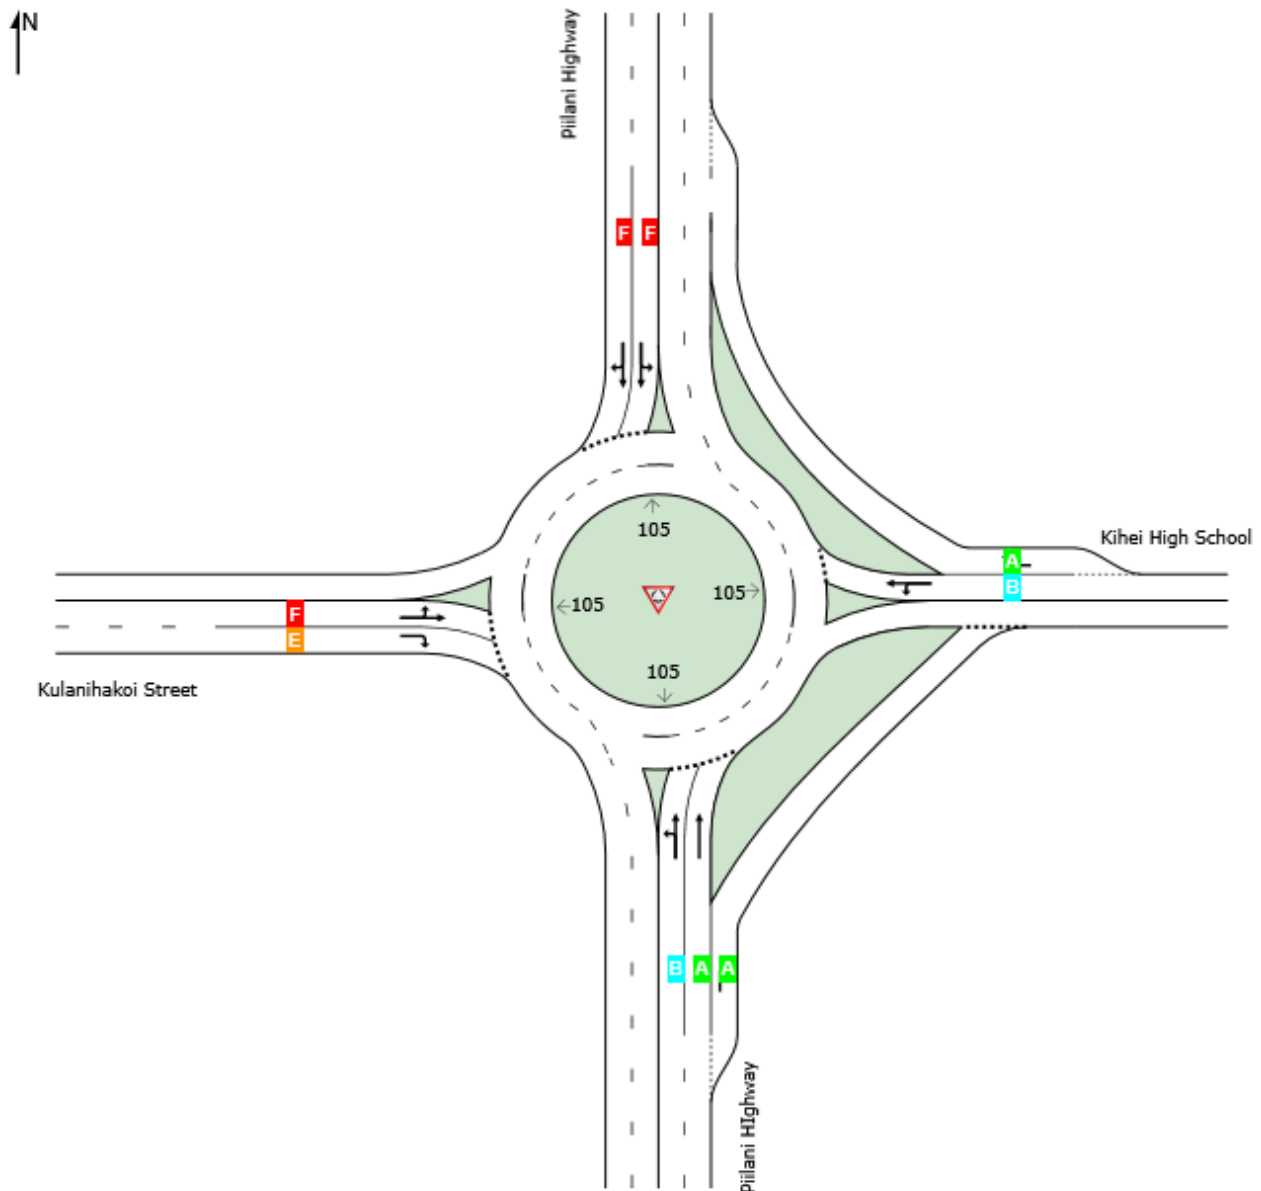 N
Piilani Highway
F F
105
Kihei High School
A
B
105
105
F
E
105
Kulanihakoi Street
B A A
Piilani HIghway